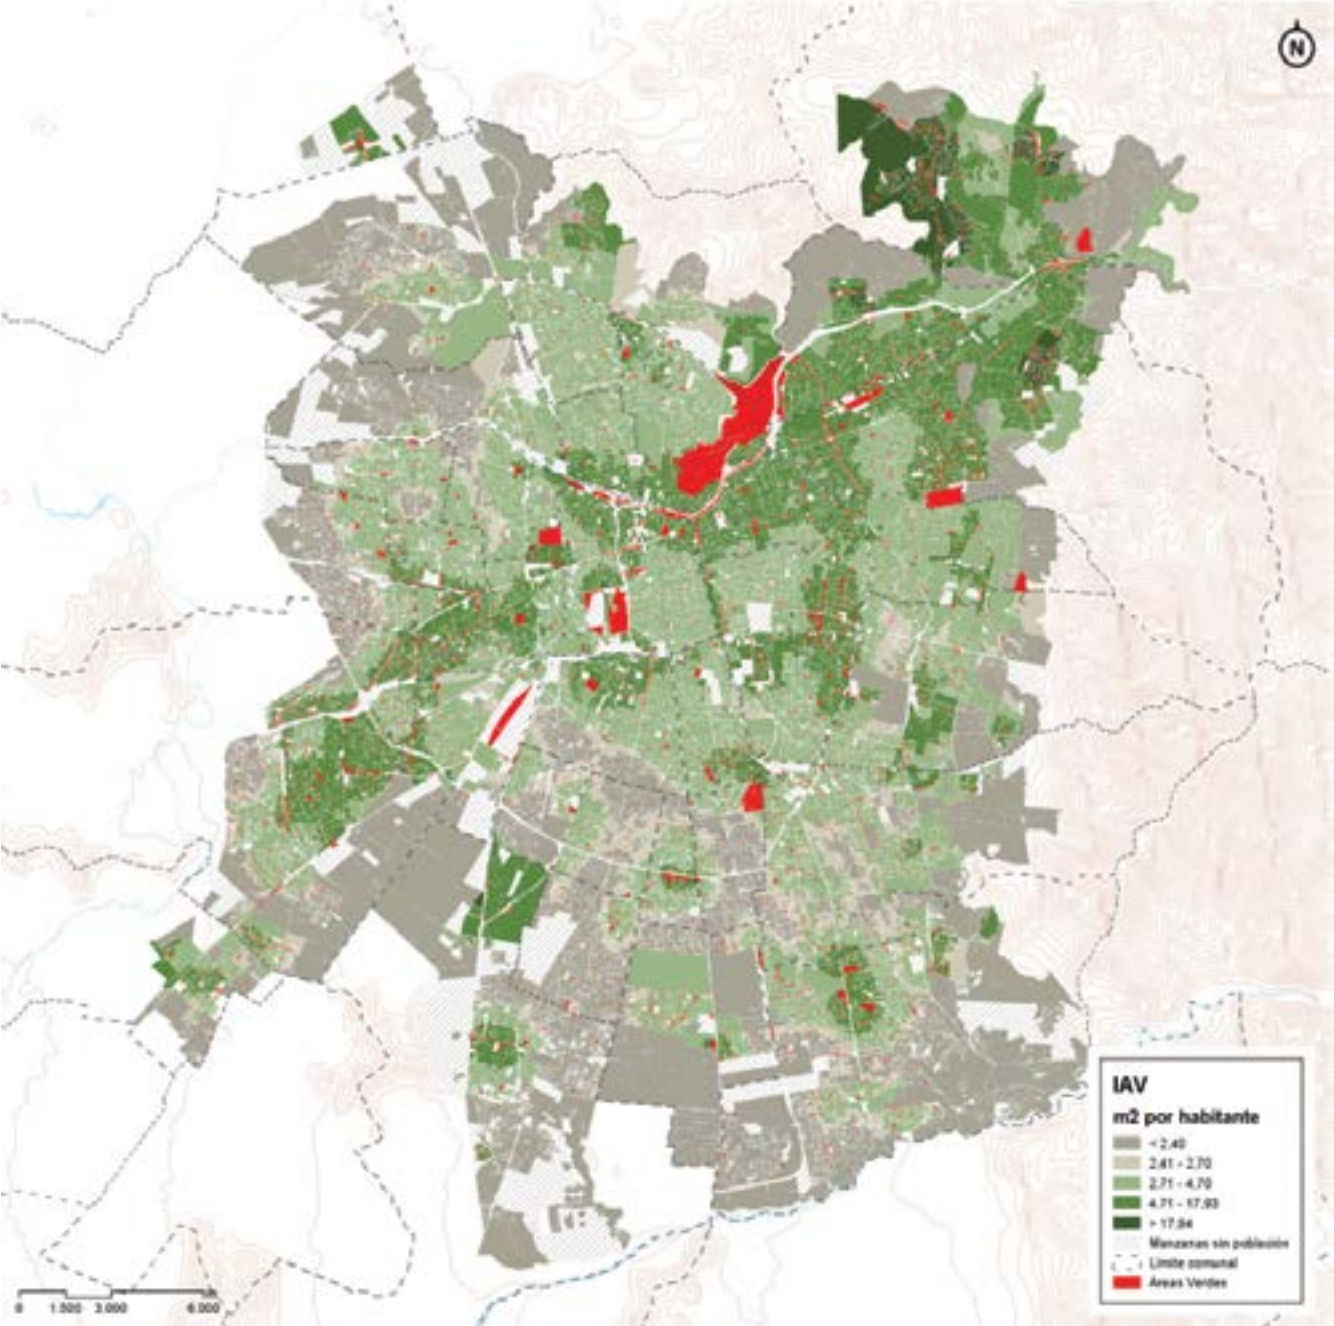 N
IAV
m2 por habitante
< 2,40
2,41 - 2,70
2,71 - 4,70
4,71 - 17,93
> 17,94
Manzanas sin población
Límite comunal
Áreas Verdes
0 1.500 3.000 6.000